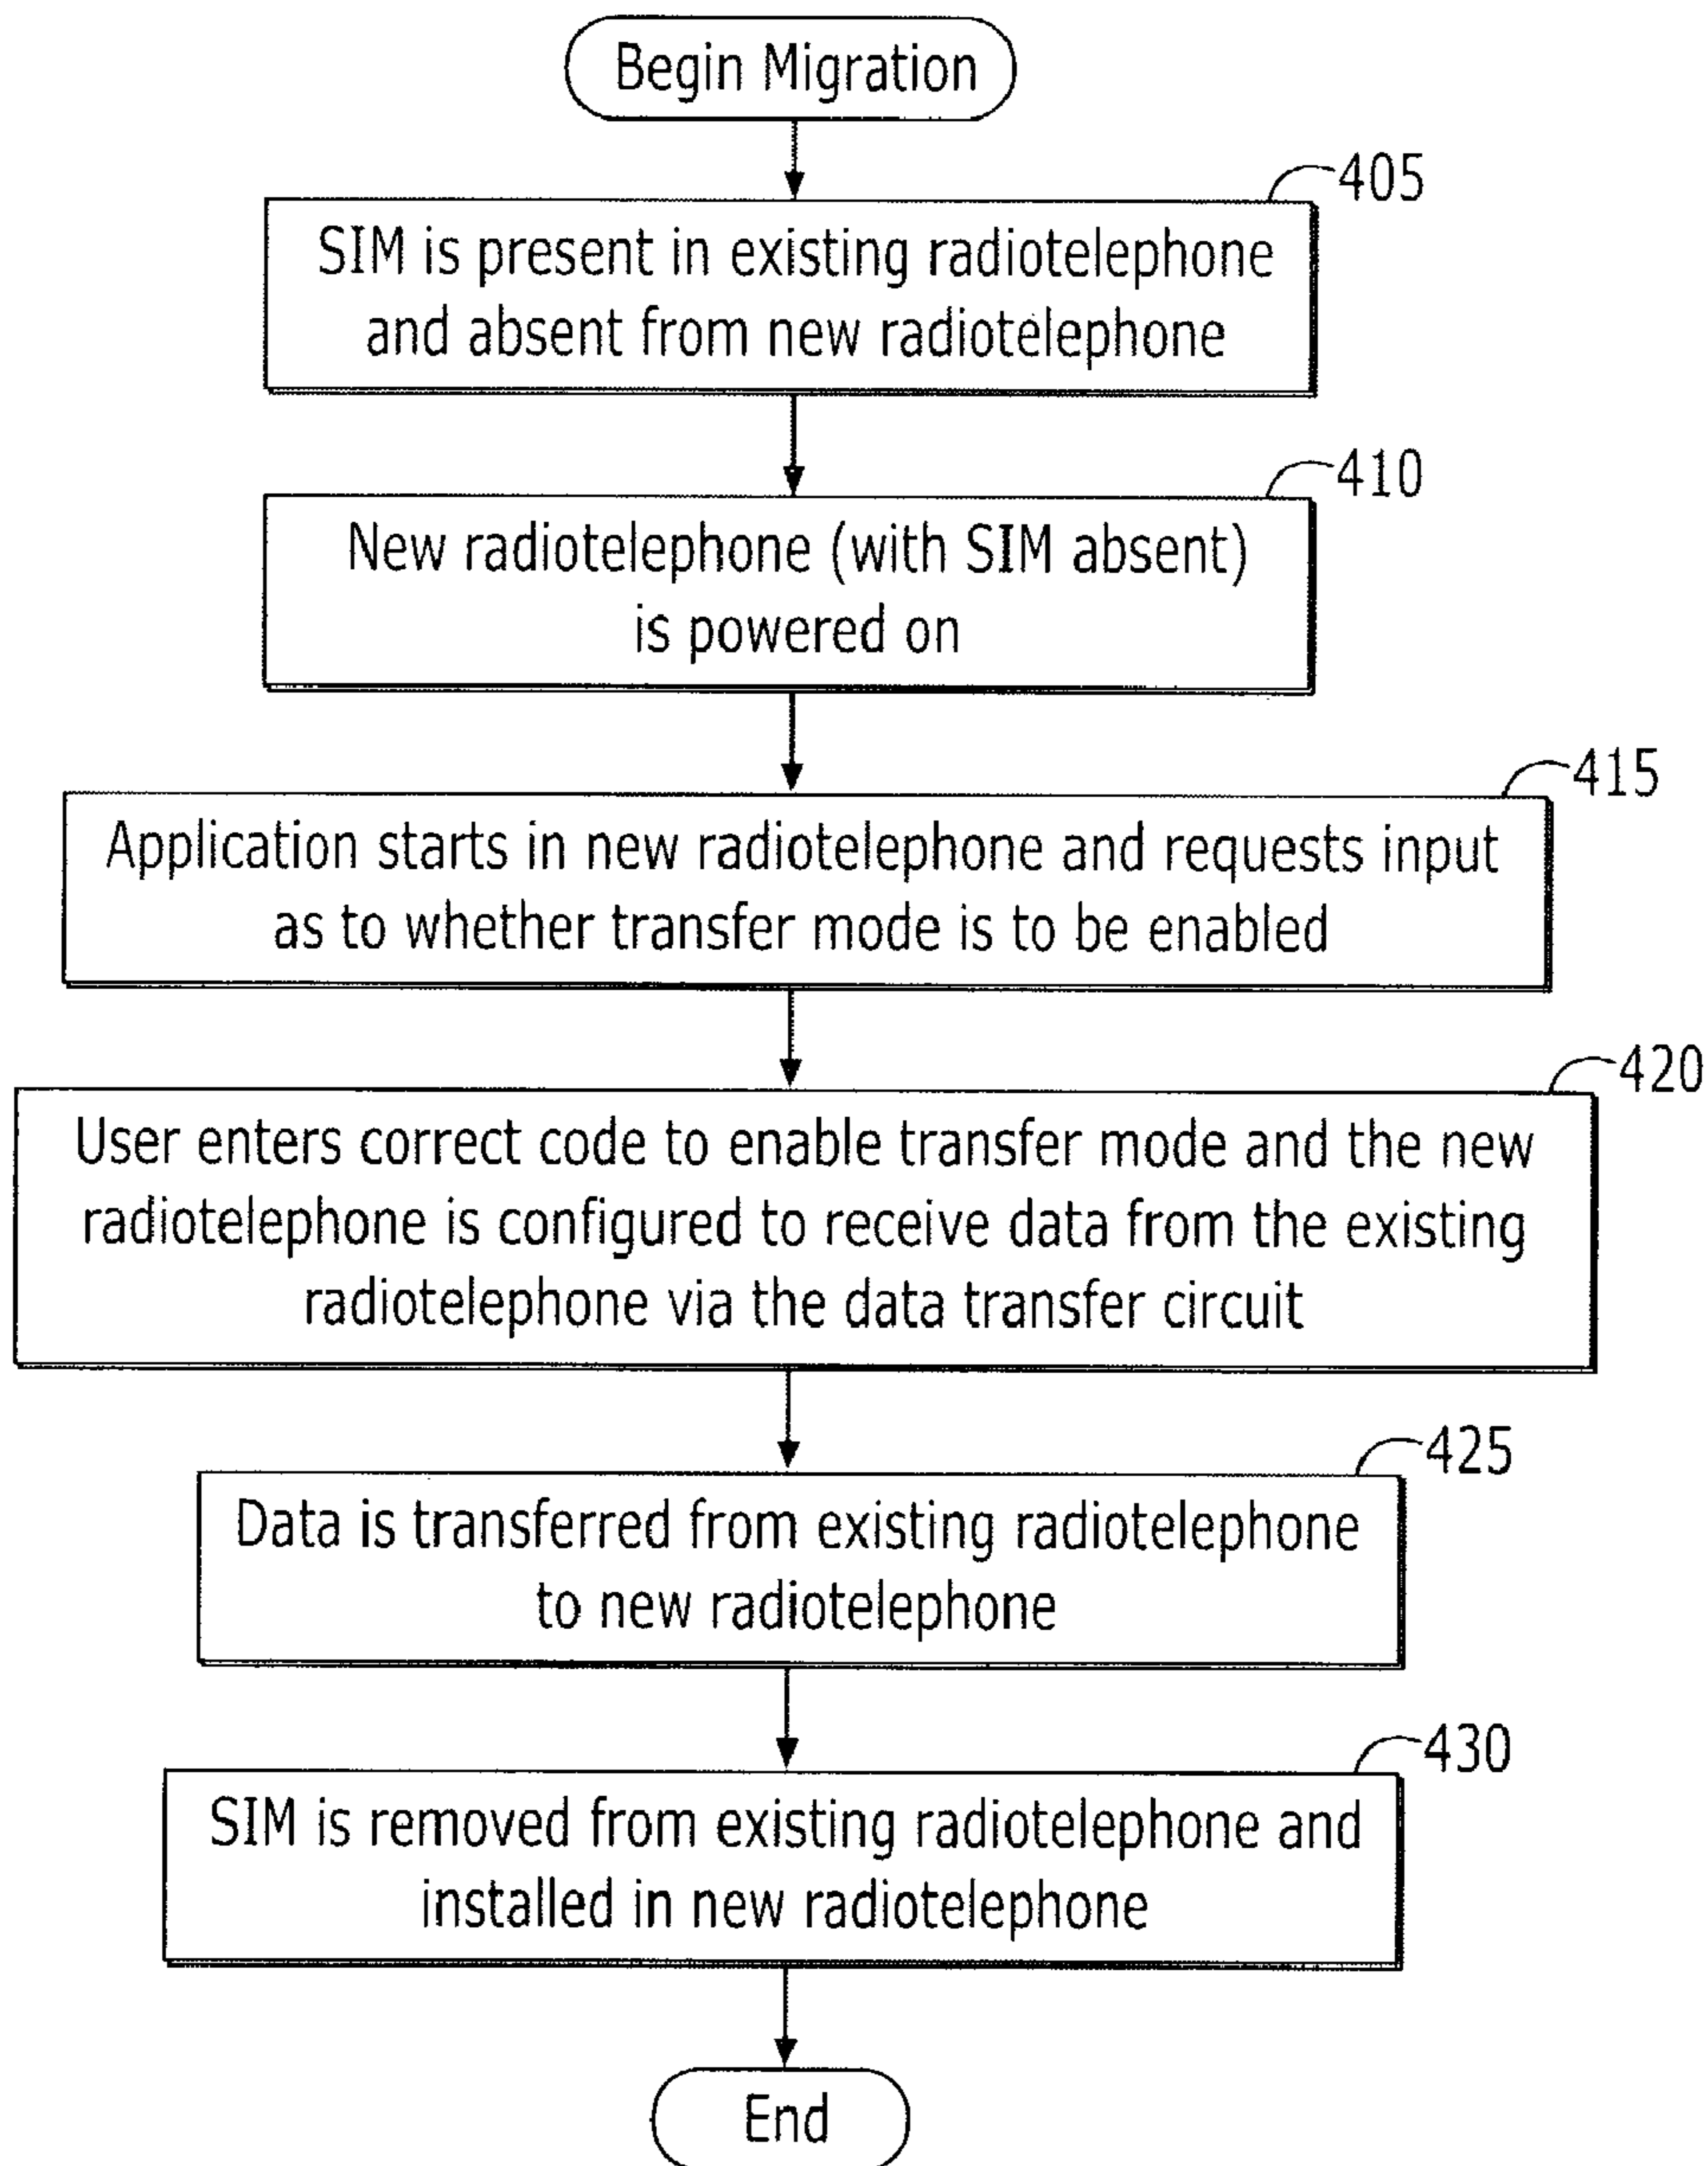 Begin Migration
405
SIM is present in existing radiotelephone
and absent from new radiotelephone
410
New radiotelephone (with SIM absent)
is powered on
415
Application starts in new radiotelephone and requests input
as to whether transfer mode is to be enabled
420
User enters correct code to enable transfer mode and the new
radiotelephone is configured to receive data from the existing
radiotelephone via the data transfer circuit
425
Data is transferred from existing radiotelephone
to new radiotelephone
430
SIM is removed from existing radiotelephone and
installed in new radiotelephone
End